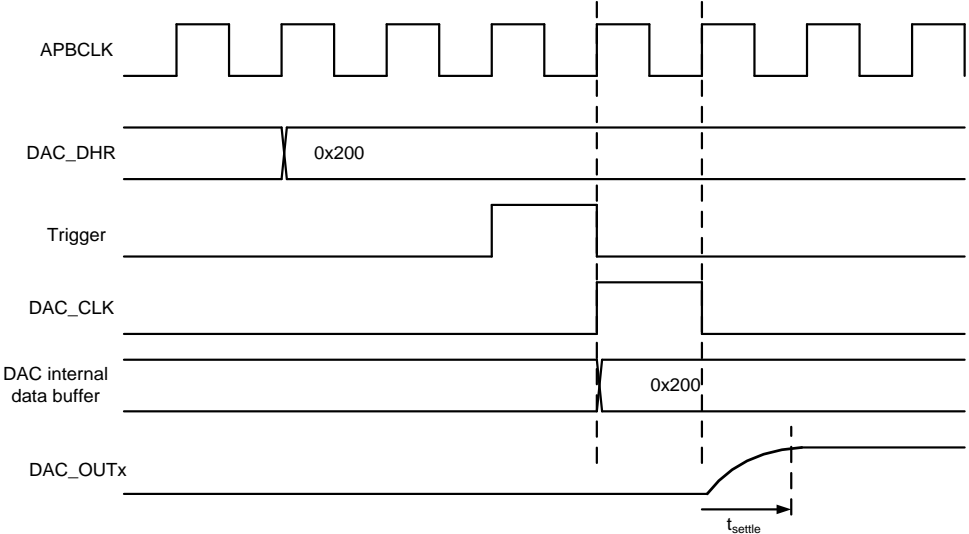 APBCLK
DAC_DHR
0x200
Trigger
DAC_CLK
DAC internal
data buffer
0x200
DAC_OUTx
tsettle